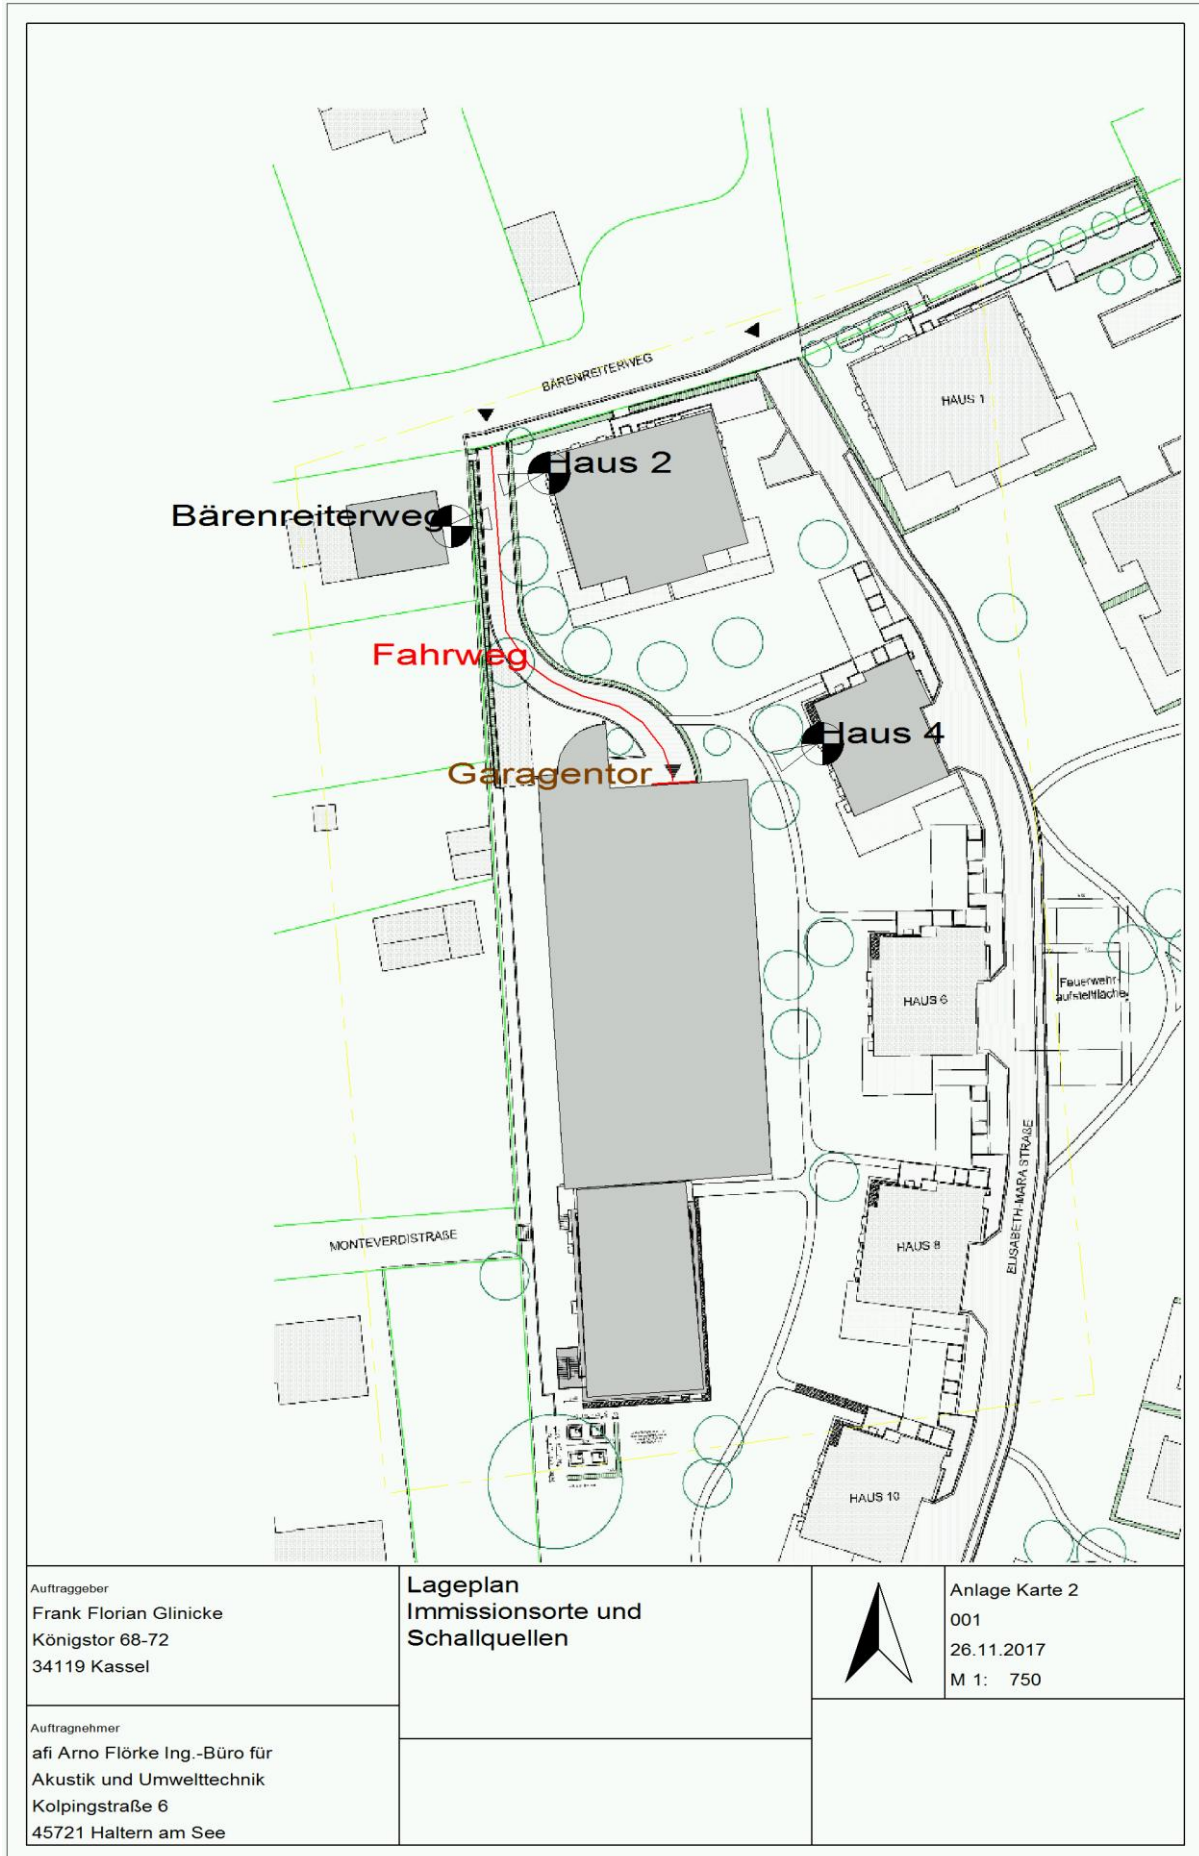 BÄRENREITERWEG
HAUS 1
Haus 2
Bärenreiterweg
Fahrweg
Haus 4
Garagentor
HAUS 6
Feuerwehr-
aufstellfläche
ELISABETH-MARA STRAßE
MONTEVERDISTRAßE
HAUS 8
HAUS 10
Auftraggeber
Frank Florian Glinicke
Königstor 68-72
34119 Kassel
Auftragnehmer
afi Arno Flörke Ing.-Büro für
Akustik und Umwelttechnik
Kolpingstraße 6
45721 Haltern am See
Lageplan
Immissionsorte und
Schallquellen
Anlage Karte 2
001
26.11.2017
M 1: 750